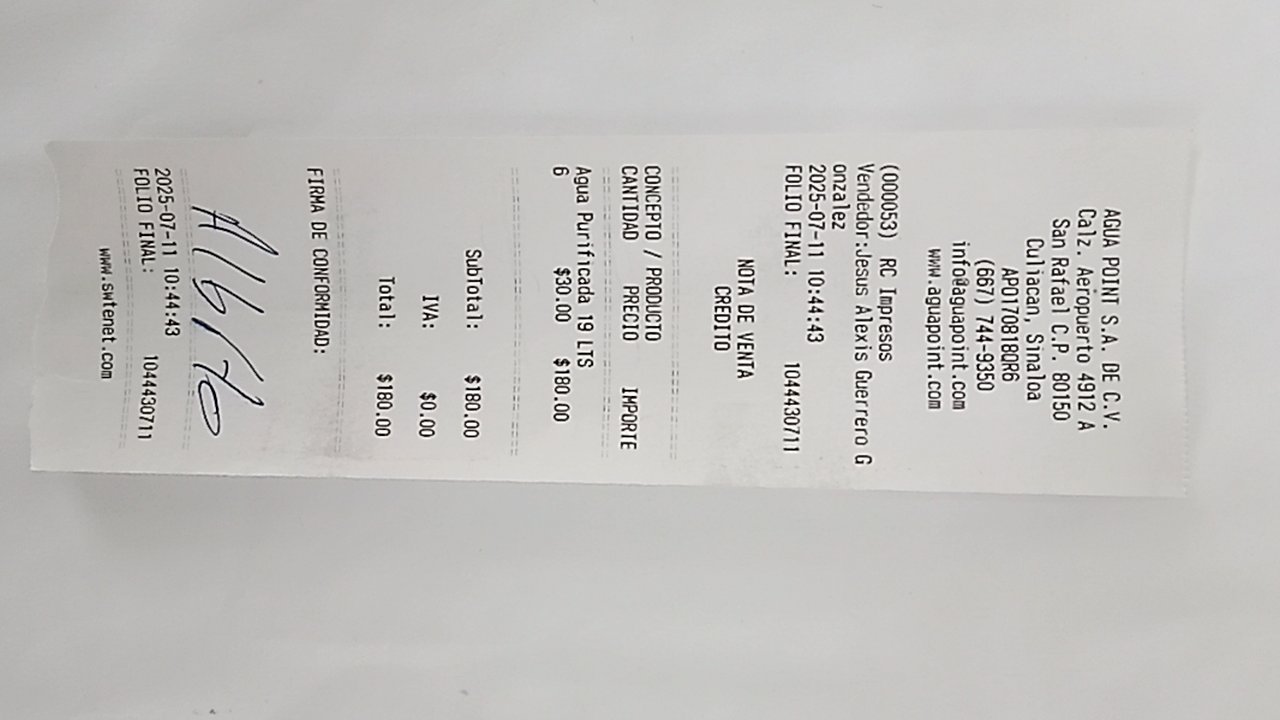 AGUA POINT S.A. DE C.V.
Calz. Aeropuerto 4912 A
San Rafael C.P. 80150
Culiacan, Sinaloa
APO170818QR6
(667) 744-9350
info@aguapoint.com
www.aguapoint.com
(000053) RC Impresos
Vendedor:Jesus Alexis Guerrero G
onzalez
2025-07-11 10:44:43
FOLIO FINAL: 1044430711
NOTA DE VENTA
CREDITO
CONCEPTO / PRODUCTO
CANTIDAD PRECIO IMPORTE
Agua Purificada 19 LTS
6 $30.00 $180.00
SubTotal: $180.00
IVA: $0.00
Total: $180.00
FIRMA DE CONFORMIDAD:
2025-07-11 10:44:43
FOLIO FINAL: 1044430711
www.swtenet.com